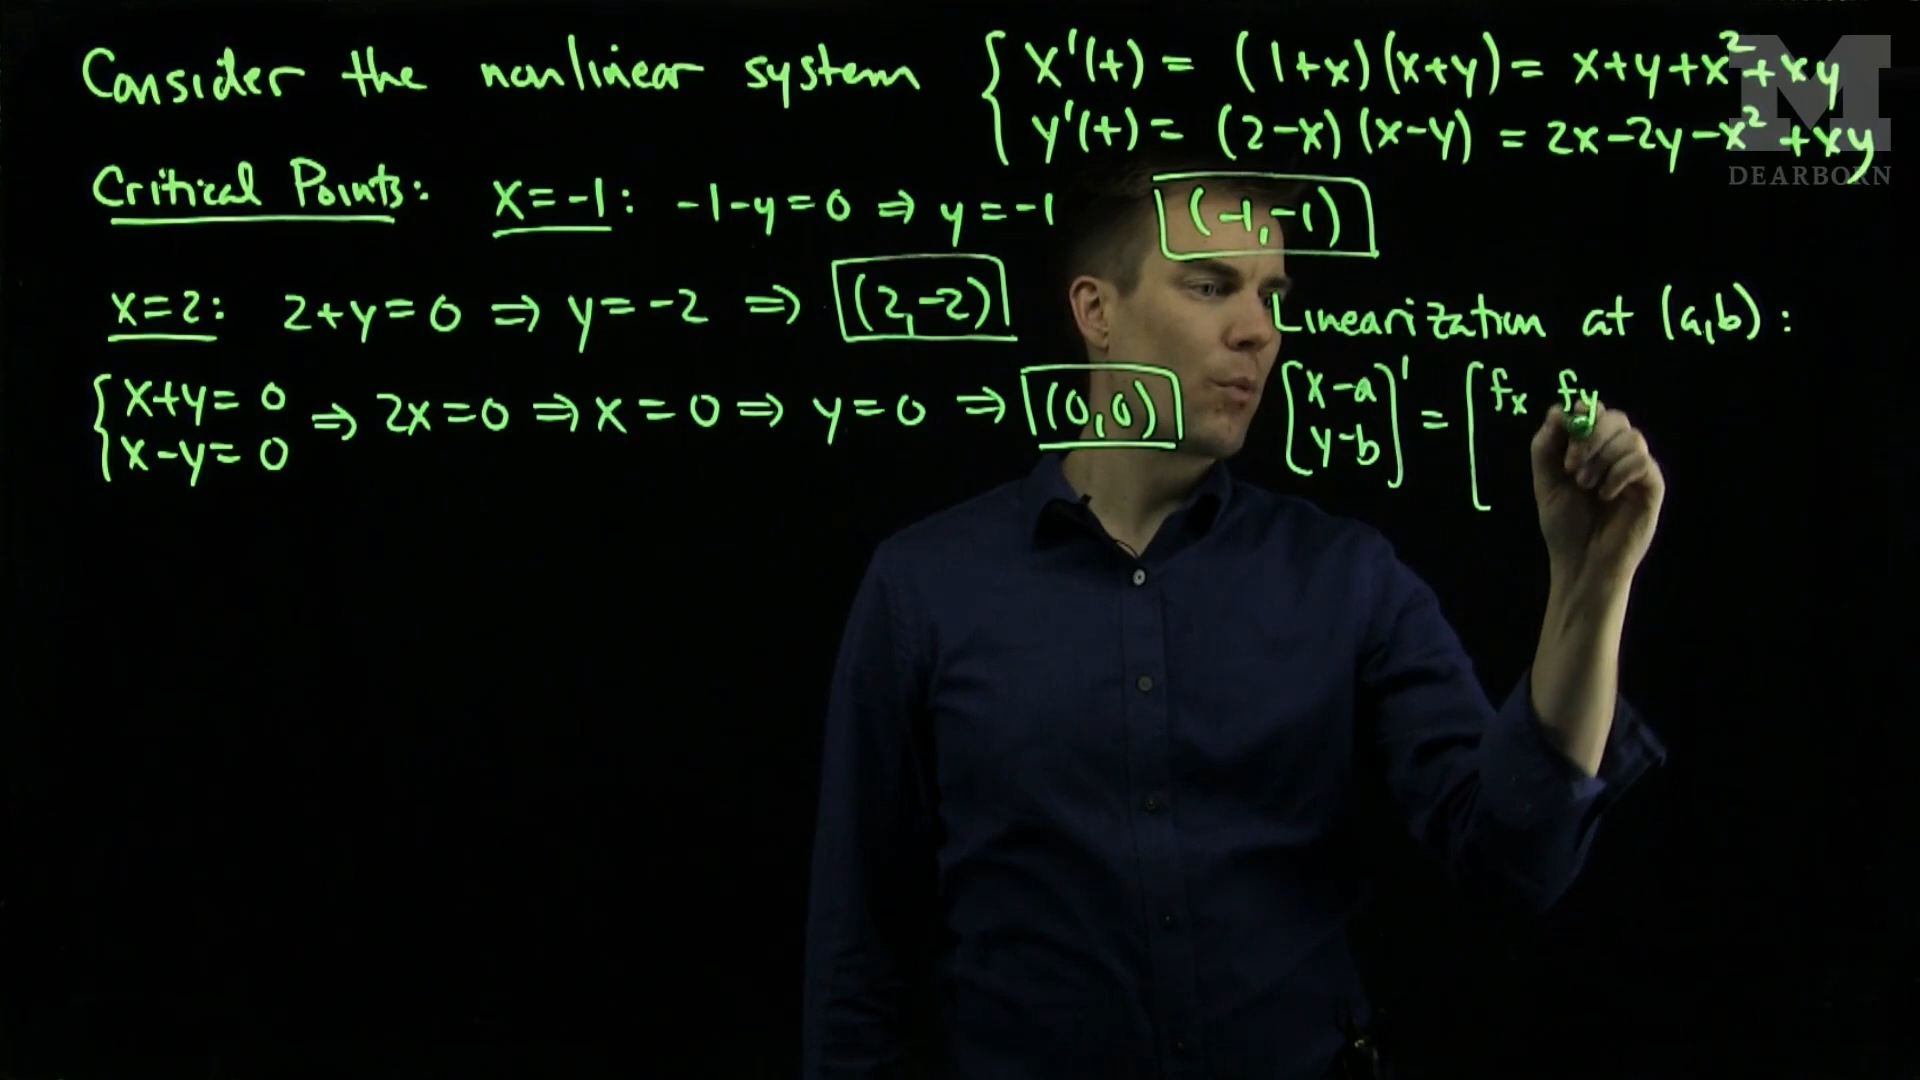 Consider the nonlinear system { x'(t) = (1+x)(x+y) = x+y+x²+xy
y'(t) = (2-x)(x-y) = 2x-2y-x²+xy
M
DEARBORN
Critical Points: x=-1: -1-y=0 ⇒ y=-1 (-1,-1)
x=2: 2+y=0 ⇒ y=-2 ⇒ (2,-2)
Linearization at (a,b):
{ x+y=0
x-y=0 ⇒ 2x=0 ⇒ x=0 ⇒ y=0 ⇒ (0,0)
[x-a
y-b]' = [fx fy